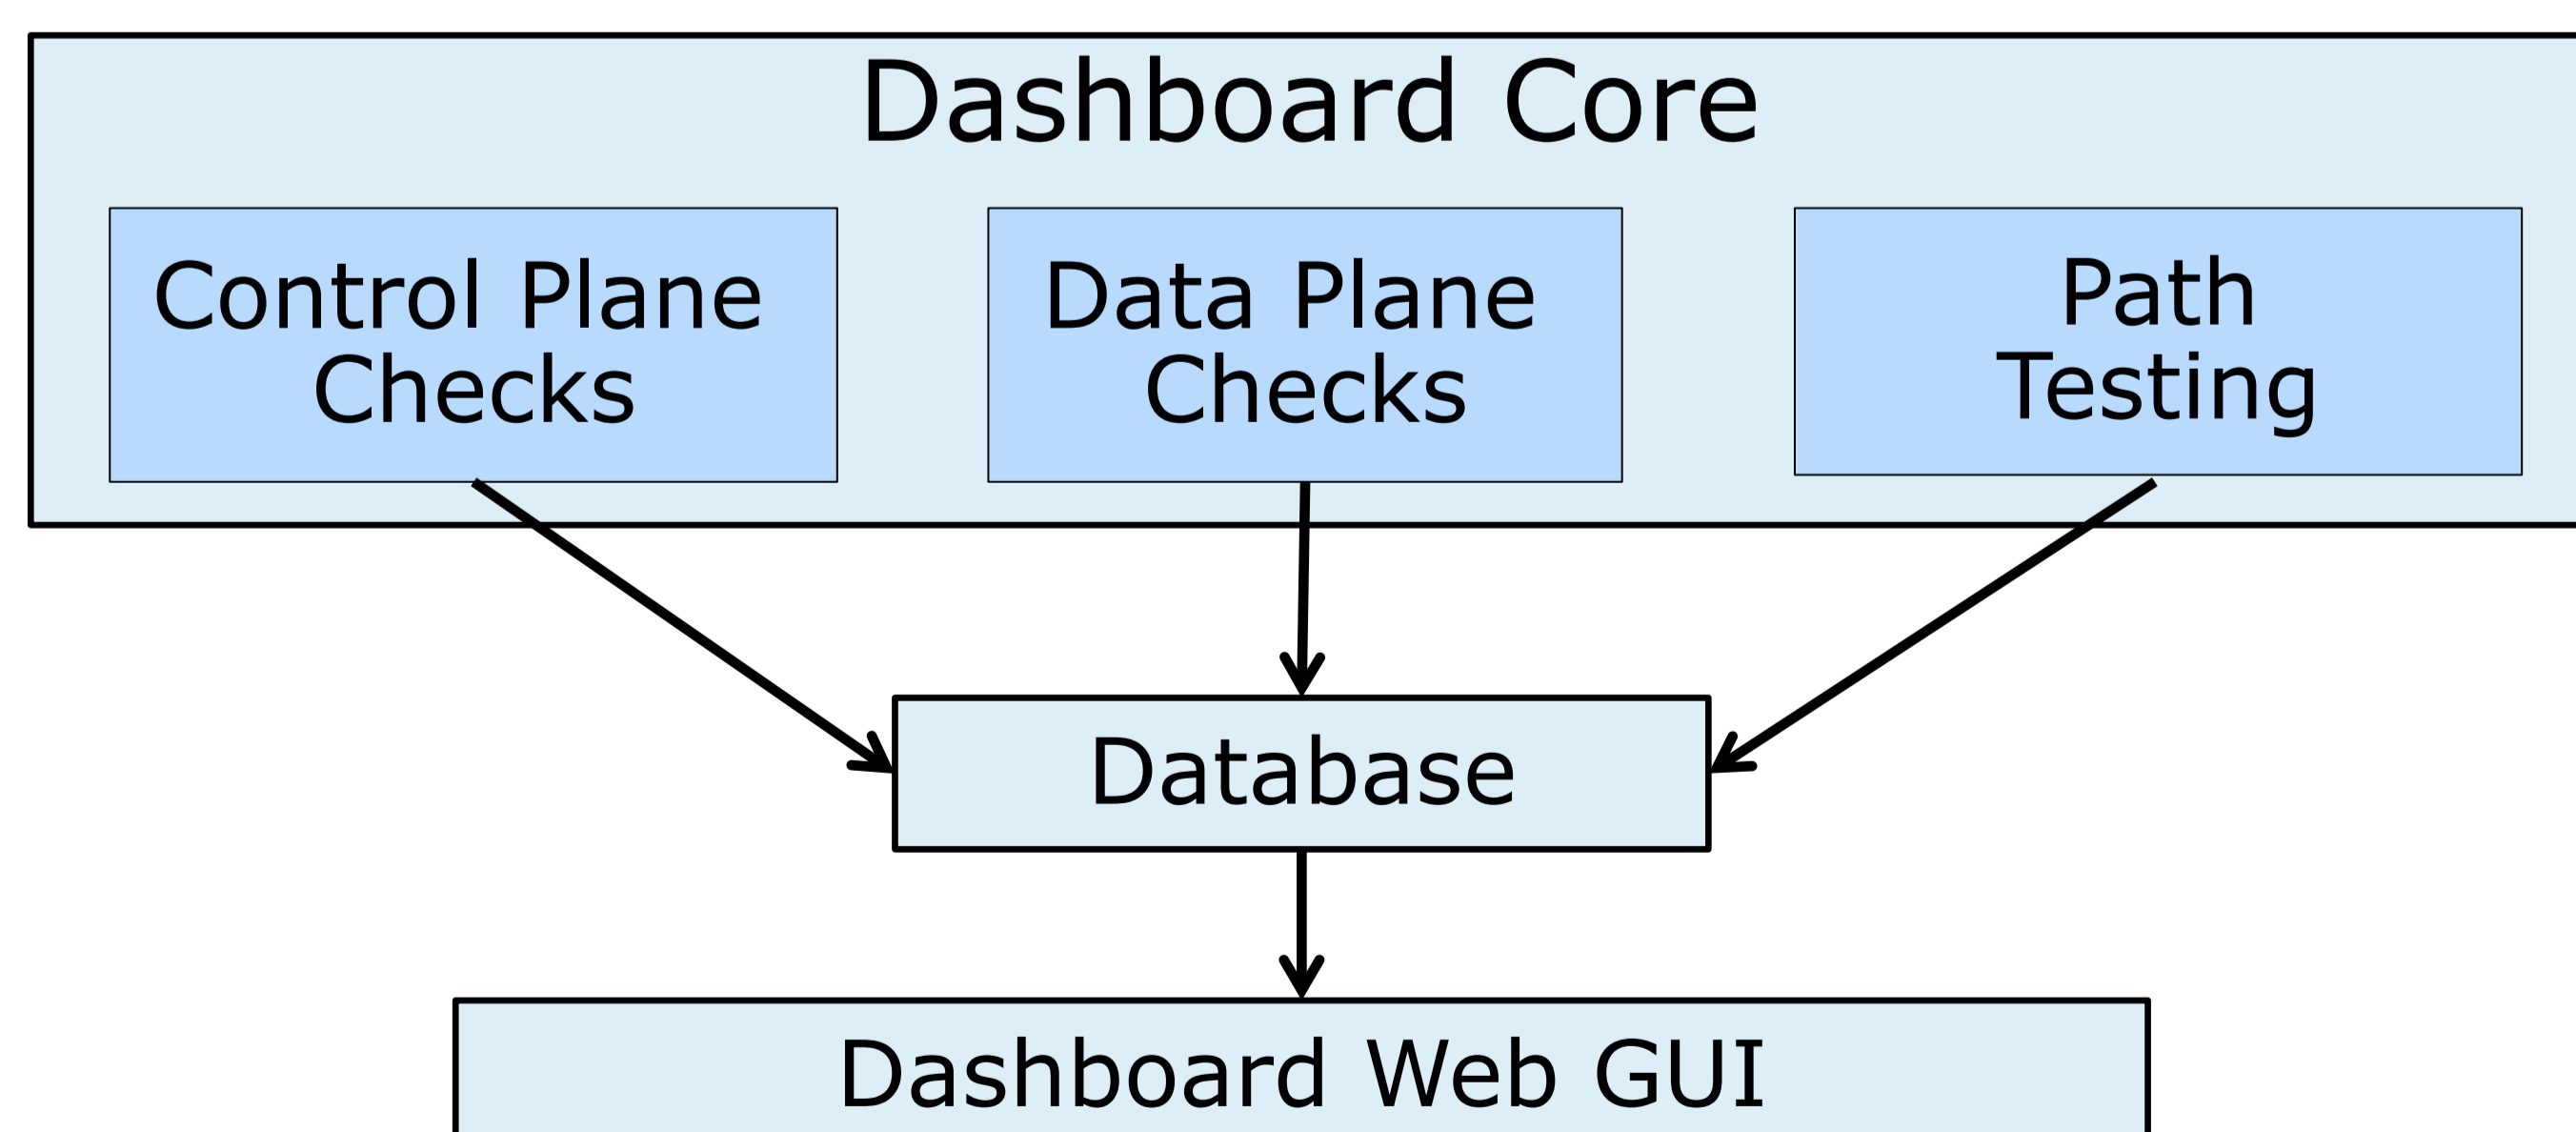 Dashboard Core
Control Plane
Checks
Data Plane
Checks
Path
Testing
Database
Dashboard Web GUI